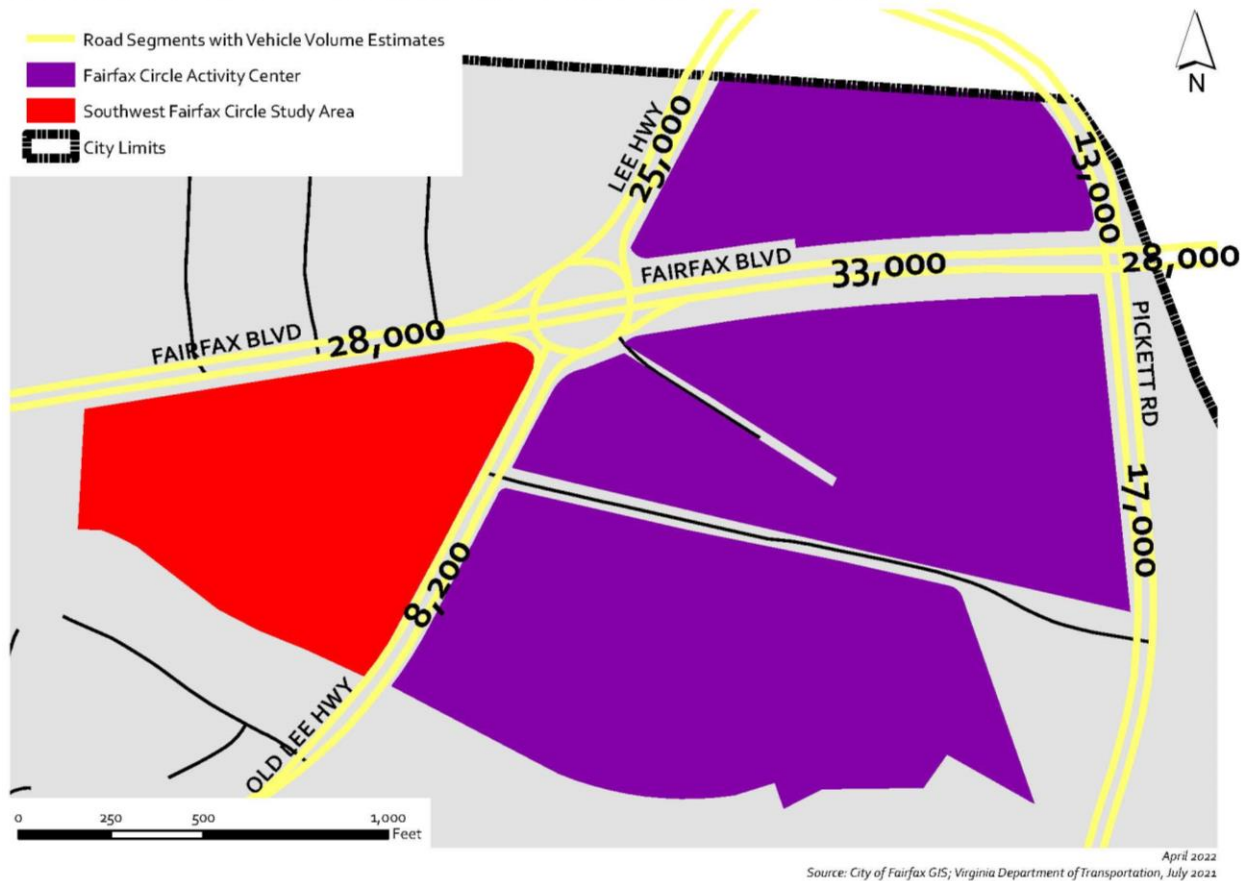 Road Segments with Vehicle Volume Estimates
Fairfax Circle Activity Center
Southwest Fairfax Circle Study Area
City Limits
N
LEE HWY
25,000
13,000
FAIRFAX BLVD
33,000
28,000
FAIRFAX BLVD
28,000
PICKETT RD
17,000
8,200
OLD LEE HWY
0 250 500 1,000
Feet
April 2022
Source: City of Fairfax GIS; Virginia Department of Transportation, July 2021